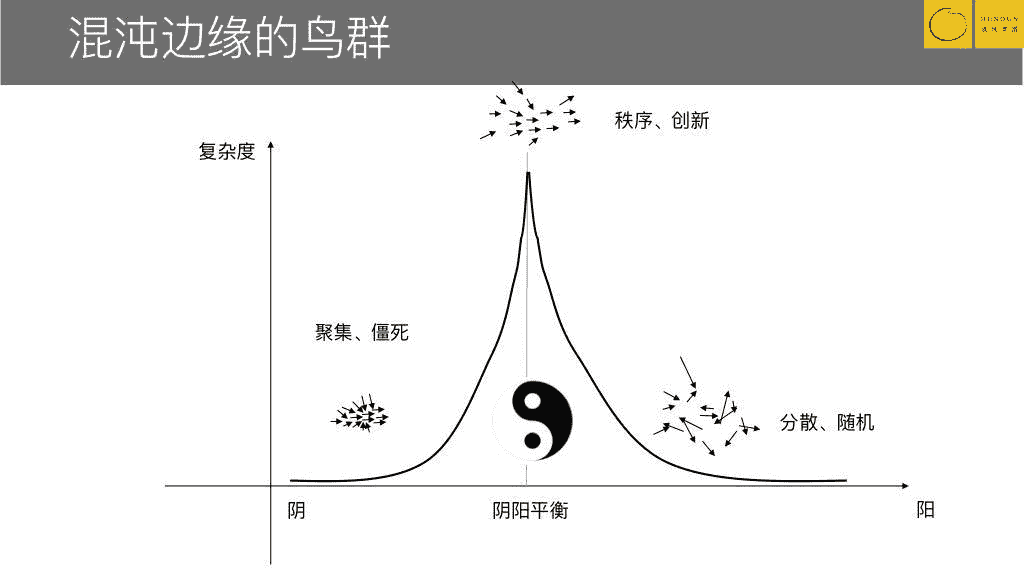 混沌边缘的鸟群
秩序、创新
复杂度
聚集、僵死
分散、随机
阴
阴阳平衡
阳